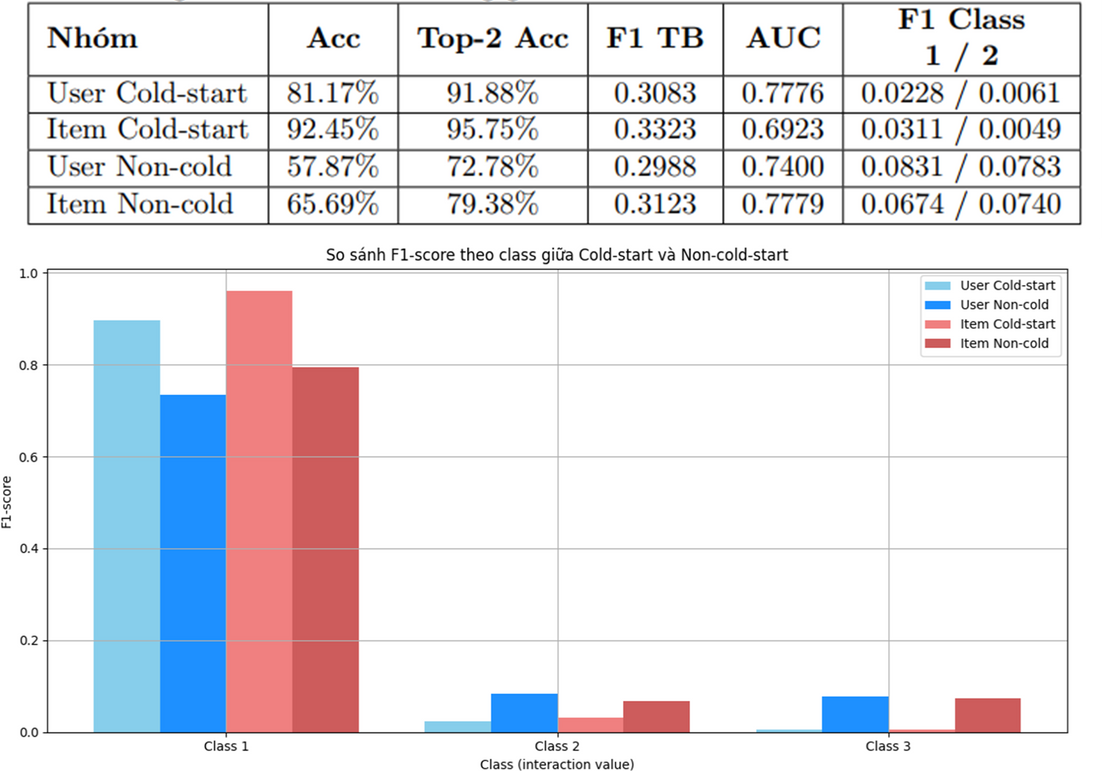 Nhóm Acc Top-2 Acc F1 TB AUC F1 Class 1 / 2
User Cold-start 81.17% 91.88% 0.3083 0.7776 0.0228 / 0.0061
Item Cold-start 92.45% 95.75% 0.3323 0.6923 0.0311 / 0.0049
User Non-cold 57.87% 72.78% 0.2988 0.7400 0.0831 / 0.0783
Item Non-cold 65.69% 79.38% 0.3123 0.7779 0.0674 / 0.0740
So sánh F1-score theo class giữa Cold-start và Non-cold-start
User Cold-start
User Non-cold
Item Cold-start
Item Non-cold
F1-score
1.0
0.8
0.6
0.4
0.2
0.0
Class 1 Class 2 Class 3
Class (interaction value)